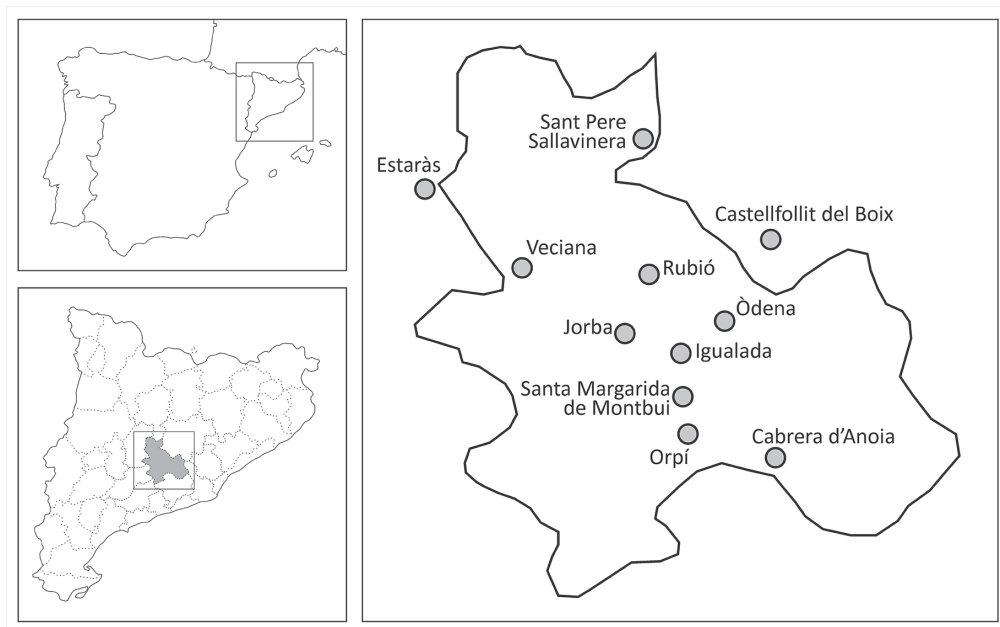 Sant Pere
Sallavinera
Estaràs
Castellfollit del Boix
Veciana
Rubió
Òdena
Jorba
Igualada
Santa Margarida
de Montbui
Cabrera d’Anoia
Orpí